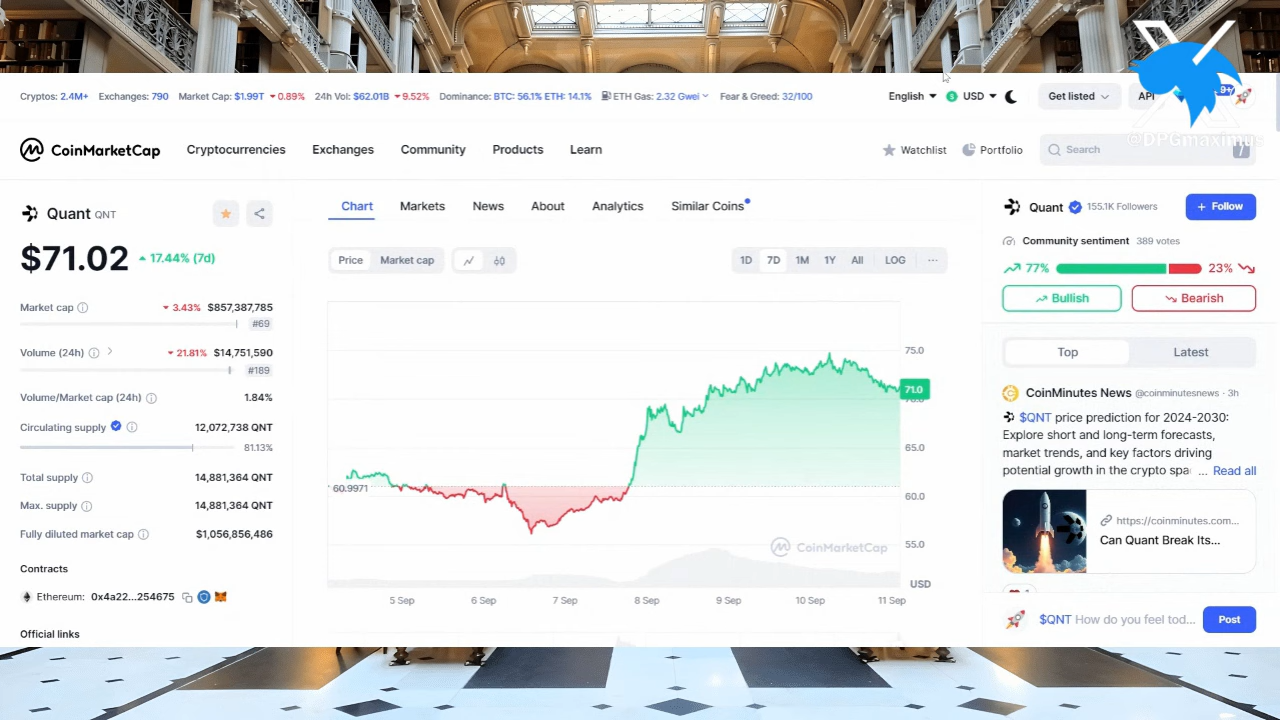 Cryptos: 2.4M+ Exchanges: 790 Market Cap: $1.99T 0.89% 24h Vol: $62.01B 9.52% Dominance: BTC: 56.1% ETH: 14.1% ETH Gas: 2.32 Gwei Fear & Greed: 32/100 English USD Get listed API 9+
@DPGmaximus
CoinMarketCap Cryptocurrencies Exchanges Community Products Learn Watchlist Portfolio Search /
Quant QNT
$71.02 17.44% (7d)
Market cap 3.43% $857,387,785
#69
Volume (24h) 21.81% $14,751,590
#189
Volume/Market cap (24h) 1.84%
Circulating supply 12,072,738 QNT
81.13%
Total supply 14,881,364 QNT
Max. supply 14,881,364 QNT
Fully diluted market cap $1,056,856,486
Contracts
Ethereum: 0x4a22...254675
Official links
Chart Markets News About Analytics Similar Coins
Price Market cap 1D 7D 1M 1Y All LOG ...
75.0
71.0
70.0
65.0
60.9971
60.0
55.0
CoinMarketCap
USD
5 Sep 6 Sep 7 Sep 8 Sep 9 Sep 10 Sep 11 Sep
Quant 155.1K Followers + Follow
Community sentiment 389 votes
77% 23%
Bullish Bearish
Top Latest
CoinMinutes News @coinminutesnews · 3h
$QNT price prediction for 2024-2030:
Explore short and long-term forecasts,
market trends, and key factors driving
potential growth in the crypto spa ... Read all
https://coinminutes.com...
Can Quant Break Its...
$QNT How do you feel tod... Post